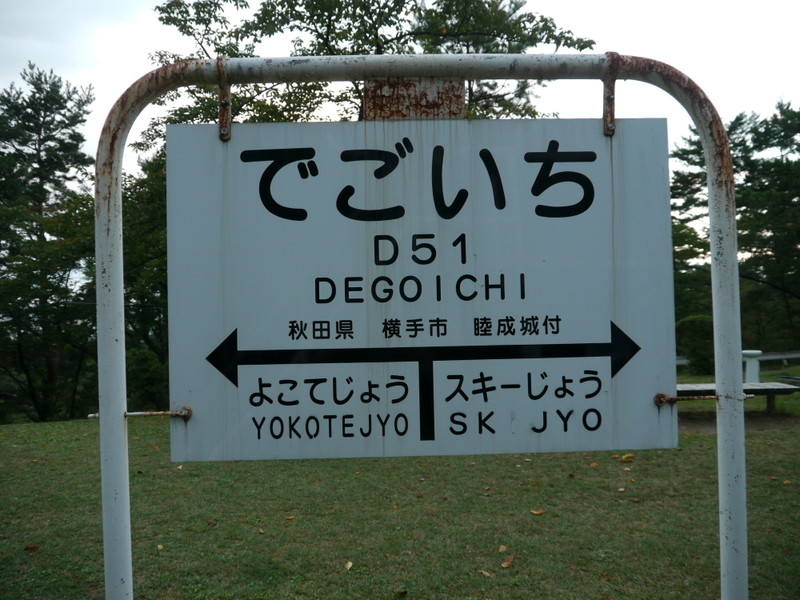 でごいち
D51
DEGOICHI
秋田県 横手市 睦成城付
よこてじょう スキーじょう
YOKOTEJYO SK JYO